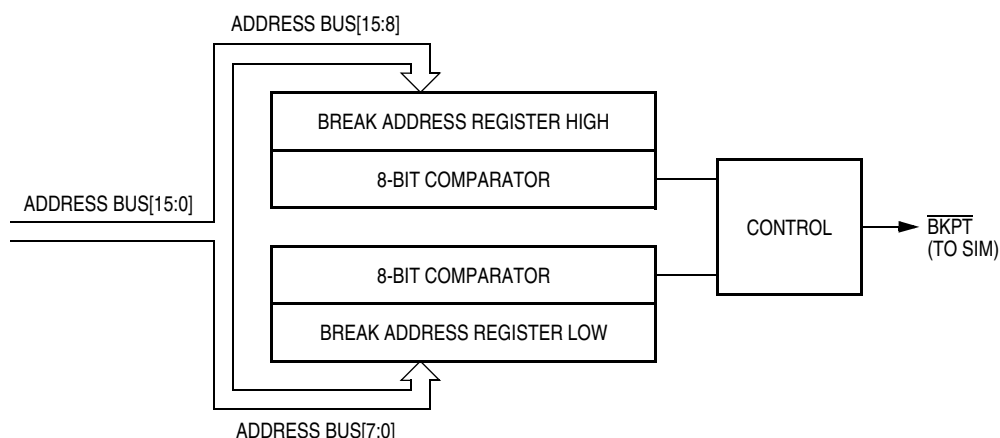 ADDRESS BUS[15:8]
BREAK ADDRESS REGISTER HIGH
8-BIT COMPARATOR
ADDRESS BUS[15:0]
CONTROL
BKPT
(TO SIM)
8-BIT COMPARATOR
BREAK ADDRESS REGISTER LOW
ADDRESS BUS[7:0]